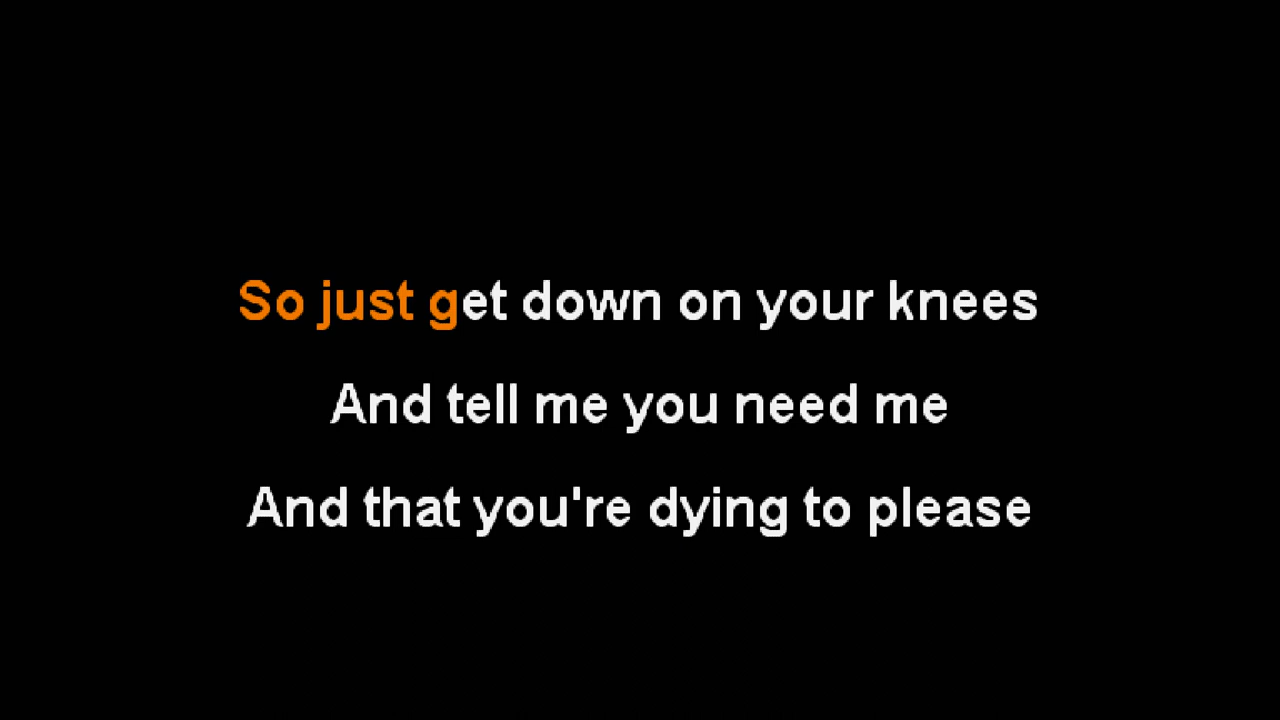 So just get down on your knees
And tell me you need me
And that you're dying to please